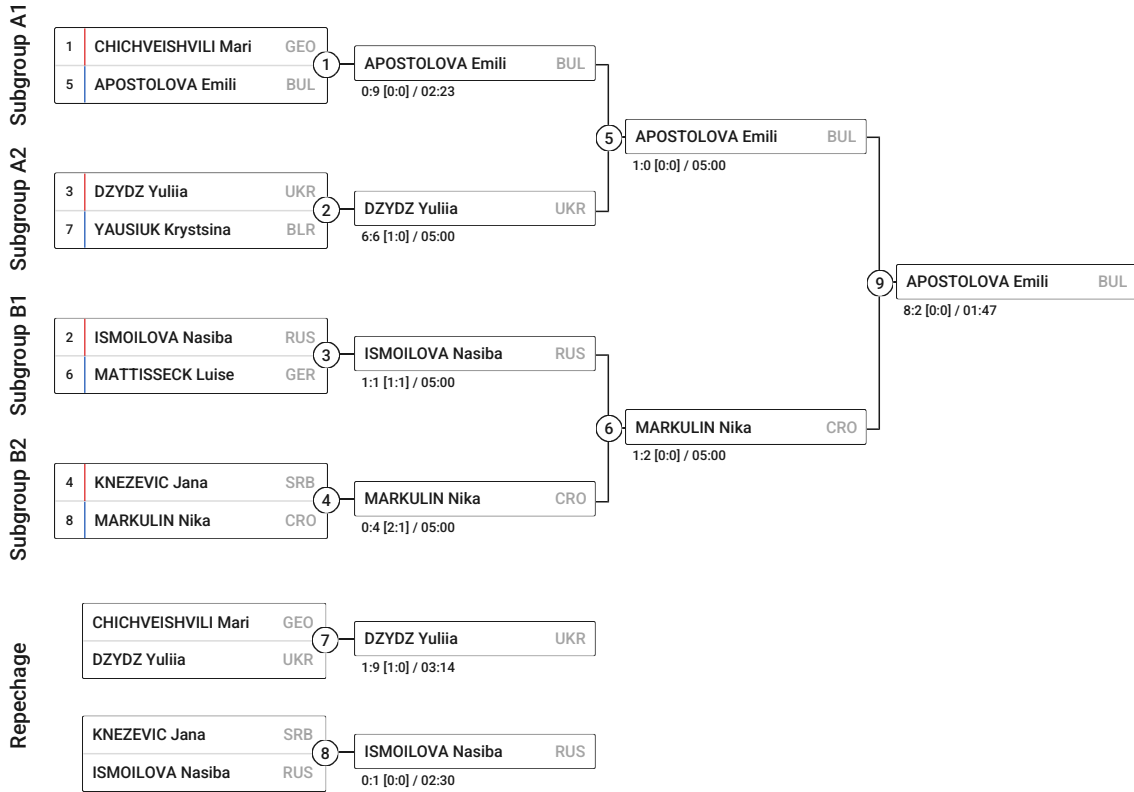 Subgroup A1
1 CHICHVEISHVILI Mari GEO
5 APOSTOLOVA Emili BUL
1
APOSTOLOVA Emili BUL
0:9 [0:0] / 02:23
Subgroup A2
3 DZYDZ Yuliia UKR
7 YAUSIUK Krystsina BLR
2
DZYDZ Yuliia UKR
6:6 [1:0] / 05:00
5
APOSTOLOVA Emili BUL
1:0 [0:0] / 05:00
Subgroup B1
2 ISMOILOVA Nasiba RUS
6 MATTISSECK Luise GER
3
ISMOILOVA Nasiba RUS
1:1 [1:1] / 05:00
Subgroup B2
4 KNEZEVIC Jana SRB
8 MARKULIN Nika CRO
4
MARKULIN Nika CRO
0:4 [2:1] / 05:00
6
MARKULIN Nika CRO
1:2 [0:0] / 05:00
9
APOSTOLOVA Emili BUL
8:2 [0:0] / 01:47
Repechage
CHICHVEISHVILI Mari GEO
DZYDZ Yuliia UKR
7
DZYDZ Yuliia UKR
1:9 [1:0] / 03:14
KNEZEVIC Jana SRB
ISMOILOVA Nasiba RUS
8
ISMOILOVA Nasiba RUS
0:1 [0:0] / 02:30